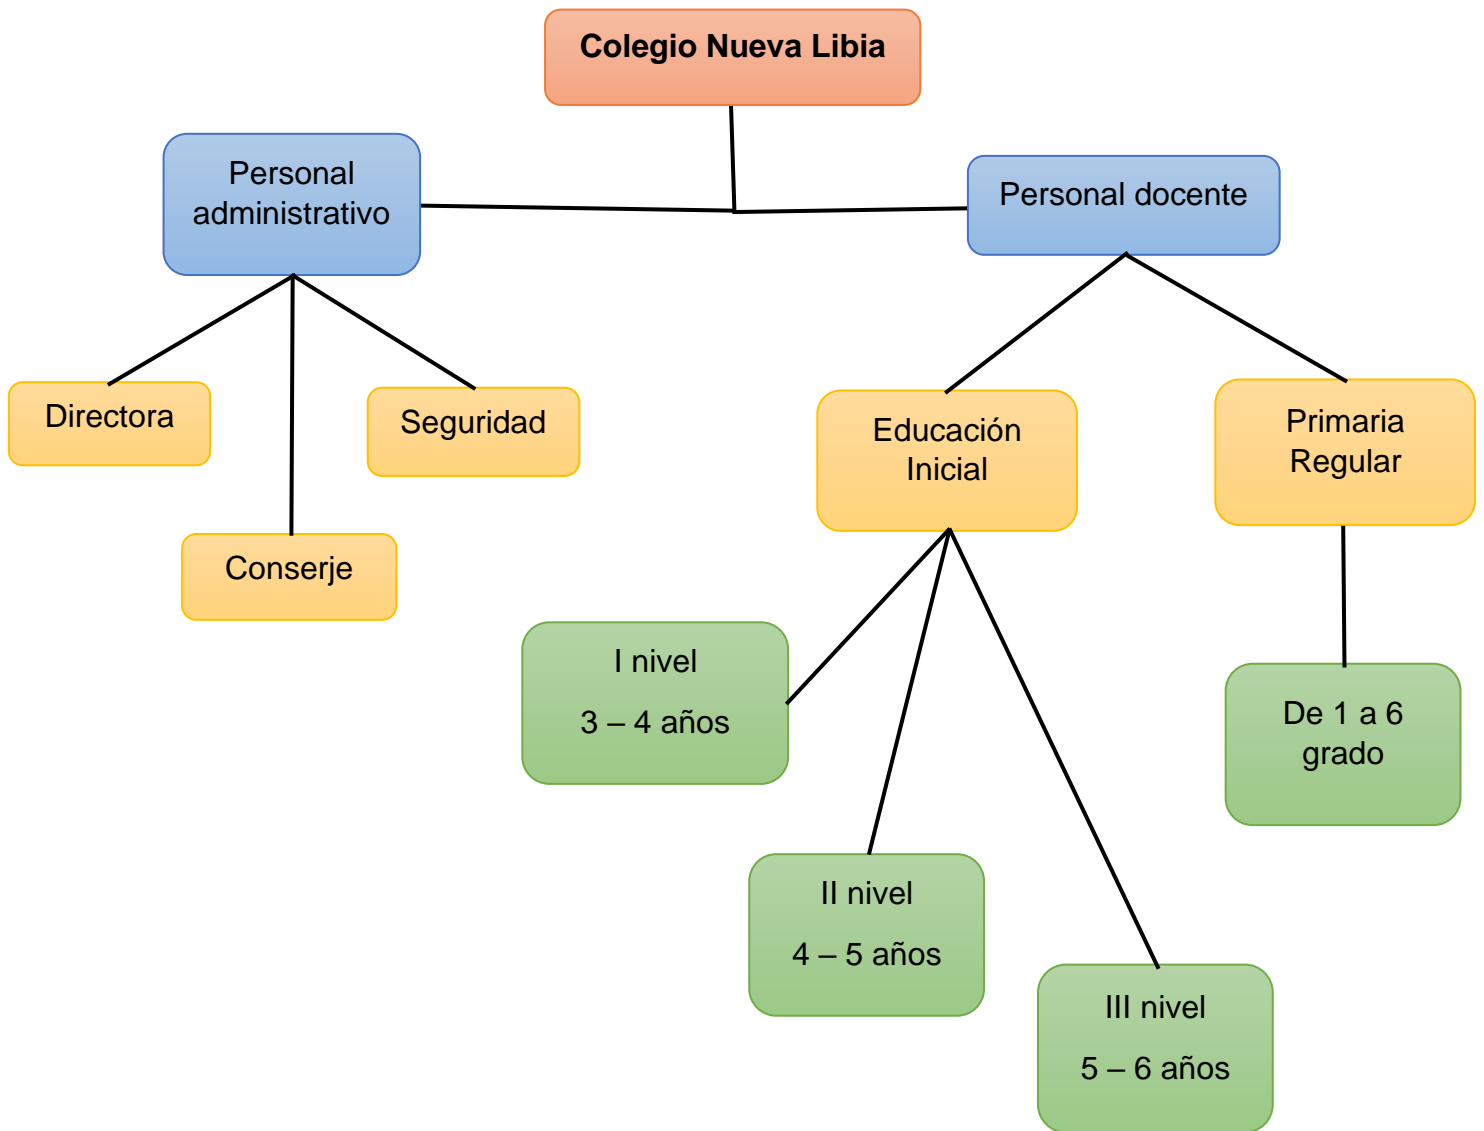 Colegio Nueva Libia
Personal
administrativo
Personal docente
Directora
Seguridad
Conserje
Educación
Inicial
Primaria
Regular
I nivel
3 – 4 años
De 1 a 6
grado
II nivel
4 – 5 años
III nivel
5 – 6 años